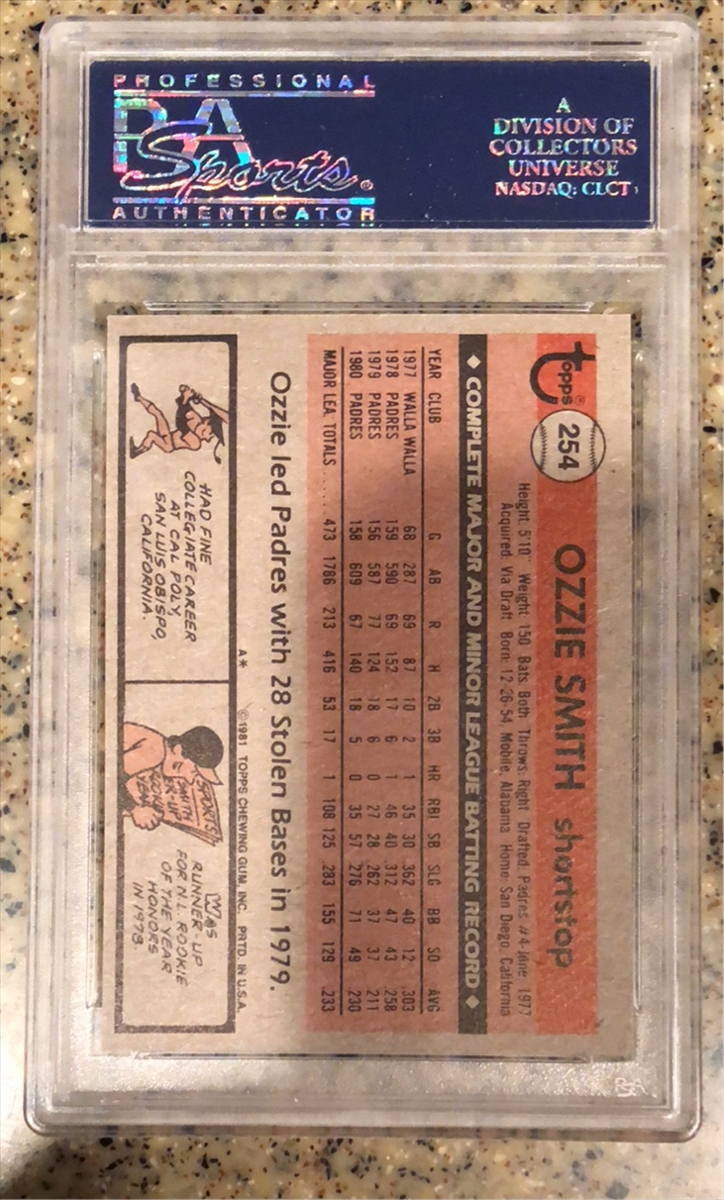 PROFESSIONAL
PSA
Sports®
AUTHENTICATOR
A
DIVISION OF
COLLECTORS
UNIVERSE
NASDAQ: CLCT
topps®
254
OZZIE SMITH shortstop
Height: 5'10" Weight: 150 Bats: Both Throws: Right Drafted: Padres #4-June, 1977
Acquired: Via Draft Born: 12-26-54, Mobile, Alabama Home: San Diego, California
◆ COMPLETE MAJOR AND MINOR LEAGUE BATTING RECORD ◆
YEAR CLUB G AB R H 2B 3B HR RBI SB SLG BB SO AVG
1977 WALLA WALLA 68 287 69 87 10 2 1 35 30 .362 40 12 .303
1978 PADRES 159 590 69 152 17 6 1 46 40 .312 47 43 .258
1979 PADRES 156 587 77 124 18 6 0 27 28 .262 37 37 .211
1980 PADRES 158 609 67 140 18 5 0 35 57 .276 71 49 .230
MAJOR LEA. TOTALS..... 473 1786 213 416 53 17 1 108 125 .283 155 129 .233
Ozzie led Padres with 28 Stolen Bases in 1979.
A* ©1981 TOPPS CHEWING GUM, INC. PRTD. IN U.S.A.
HAD FINE
COLLEGIATE CAREER
AT CAL POLY,
SAN LUIS OBISPO,
CALIFORNIA.
SPORTS
SMITH
R-UP
ROOKIE
YEAR
WAS
RUNNER-UP
FOR N.L. ROOKIE
OF THE YEAR
HONORS
IN 1978.
PSA